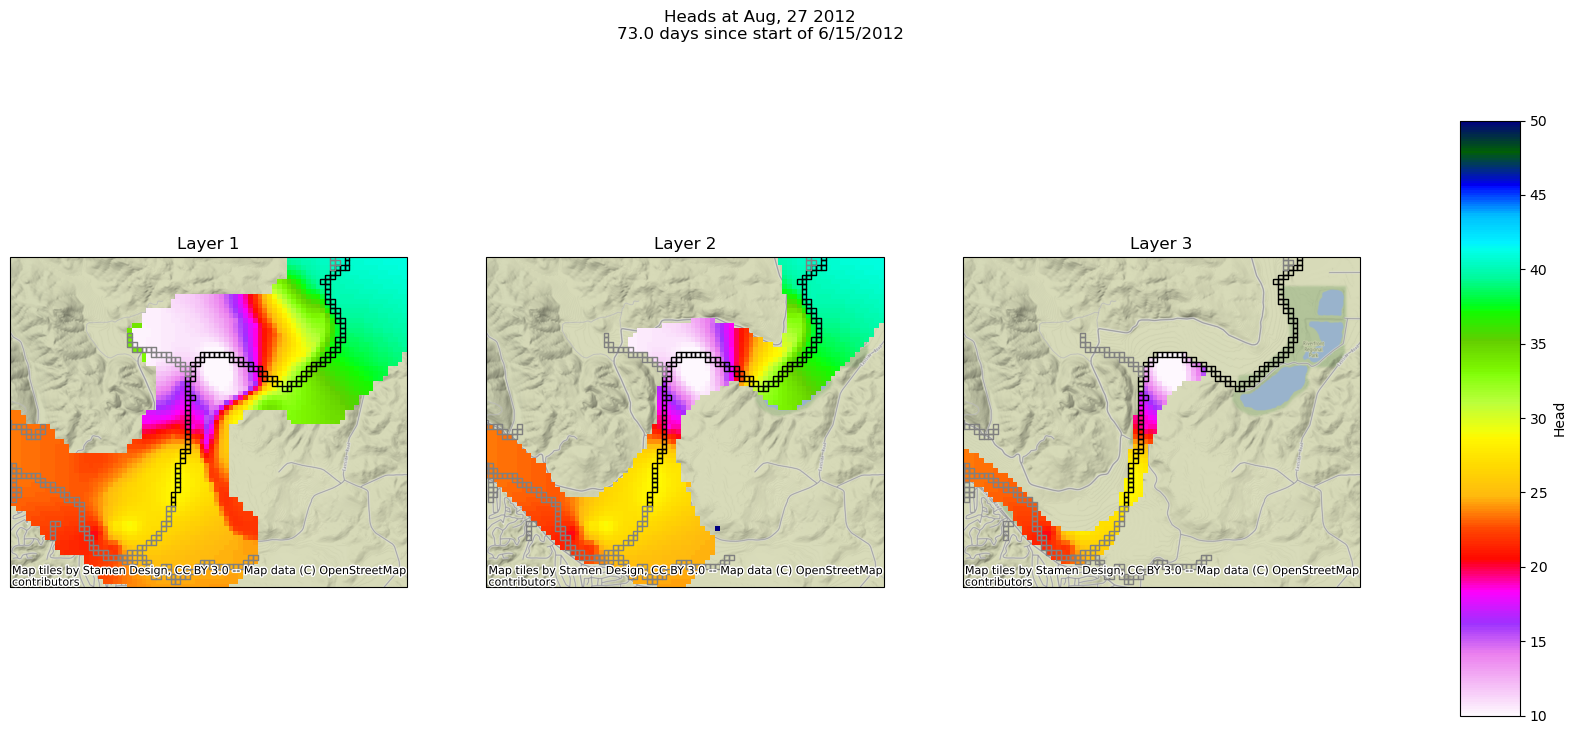 Heads at Aug, 27 2012
73.0 days since start of 6/15/2012
Layer 1
Layer 2
Layer 3
Map tiles by Stamen Design, CC BY 3.0 -- Map data (C) OpenStreetMap
contributors
Map tiles by Stamen Design, CC BY 3.0 -- Map data (C) OpenStreetMap
contributors
Map tiles by Stamen Design, CC BY 3.0 -- Map data (C) OpenStreetMap
contributors
50
45
40
35
30
25
20
15
10
Head